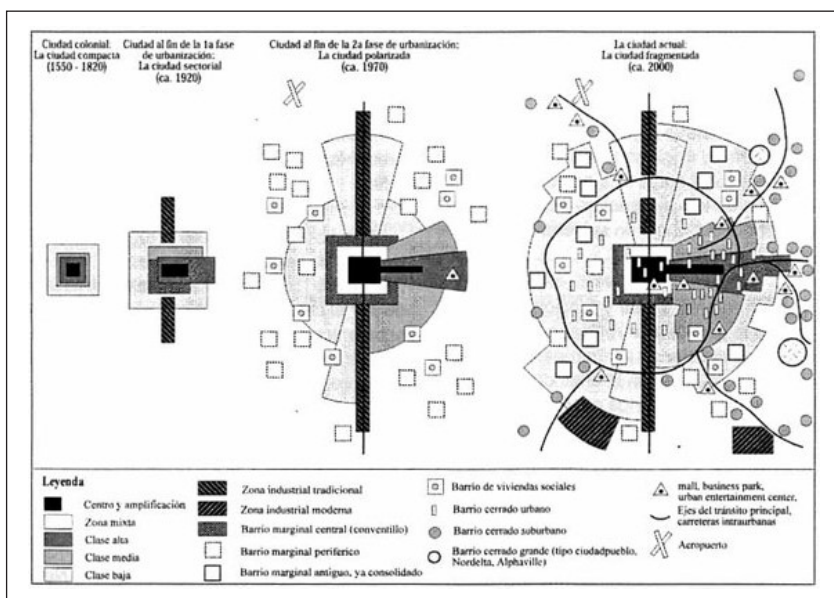 Ciudad colonial:
La ciudad compacta
(1550 - 1820)
Ciudad al fin de la 1a fase
de urbanización:
La ciudad sectorial
(ca. 1920)
Ciudad al fin de la 2a fase de urbanización:
La ciudad polarizada
(ca. 1970)
La ciudad actual:
La ciudad fragmentada
(ca. 2000)
Leyenda
Centro y amplificación
Zona mixta
Clase alta
Clase media
Clase baja
Zona industrial tradicional
Zona industrial moderna
Barrio marginal central (conventillo)
Barrio marginal periférico
Barrio marginal antiguo, ya consolidado
Barrio de viviendas sociales
Barrio cerrado urbano
Barrio cerrado suburbano
Barrio cerrado grande (tipo ciudadpueblo,
Nordelta, Alphaville)
mall, business park,
urban entertainment center,
Ejes del tránsito principal,
carreteras intraurbanas
Aeropuerto